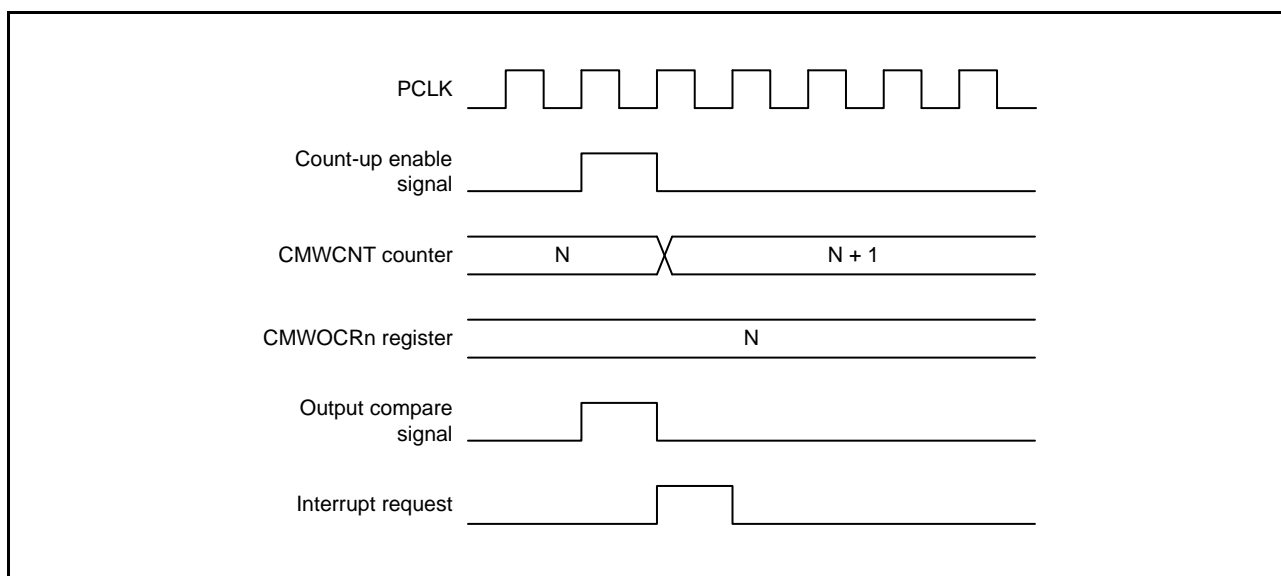 PCLK
Count-up enable
signal
CMWCNT counter
N
N + 1
CMWOCRn register
N
Output compare
signal
Interrupt request